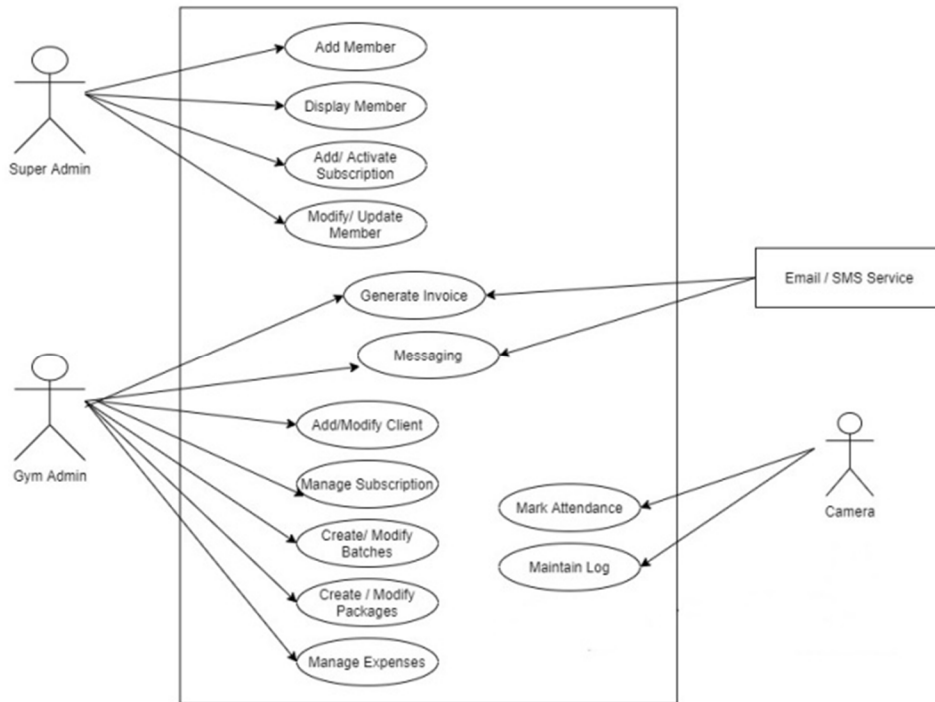 Add Member
Display Member
Super Admin
Add/ Activate
Subscription
Modify/ Update
Member
Email / SMS Service
Generate Invoice
Messaging
Add/Modify Client
Gym Admin
Manage Subscription
Mark Attendance
Camera
Create/ Modify
Batches
Maintain Log
Create / Modify
Packages
Manage Expenses